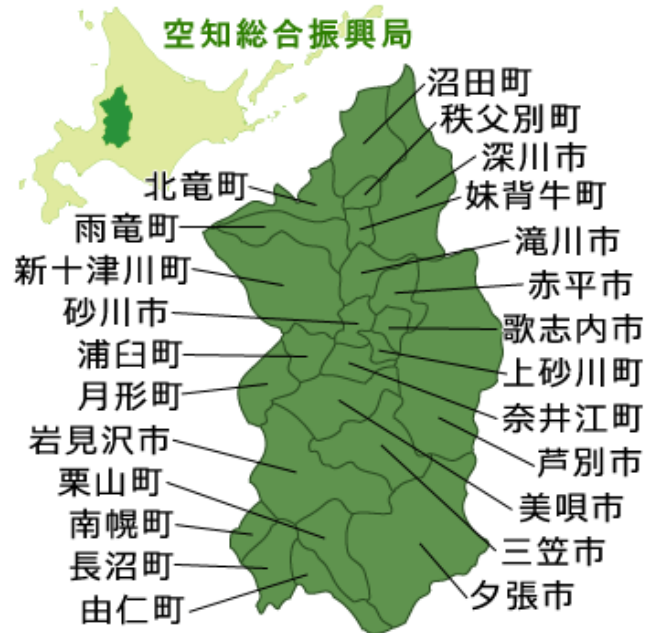 空知総合振興局
沼田町
秩父別町
深川市
北竜町
妹背牛町
雨竜町
滝川市
新十津川町
赤平市
砂川市
歌志内市
浦臼町
上砂川町
月形町
奈井江町
岩見沢市
芦別市
栗山町
美唄市
南幌町
三笠市
長沼町
夕張市
由仁町